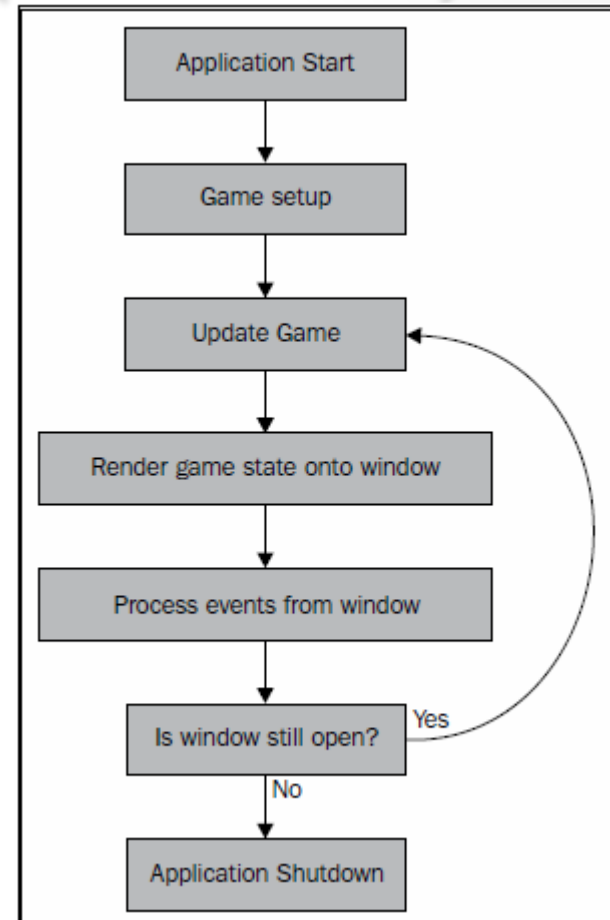 Application Start
Game setup
Update Game
Render game state onto window
Process events from window
Is window still open?
Yes
No
Application Shutdown